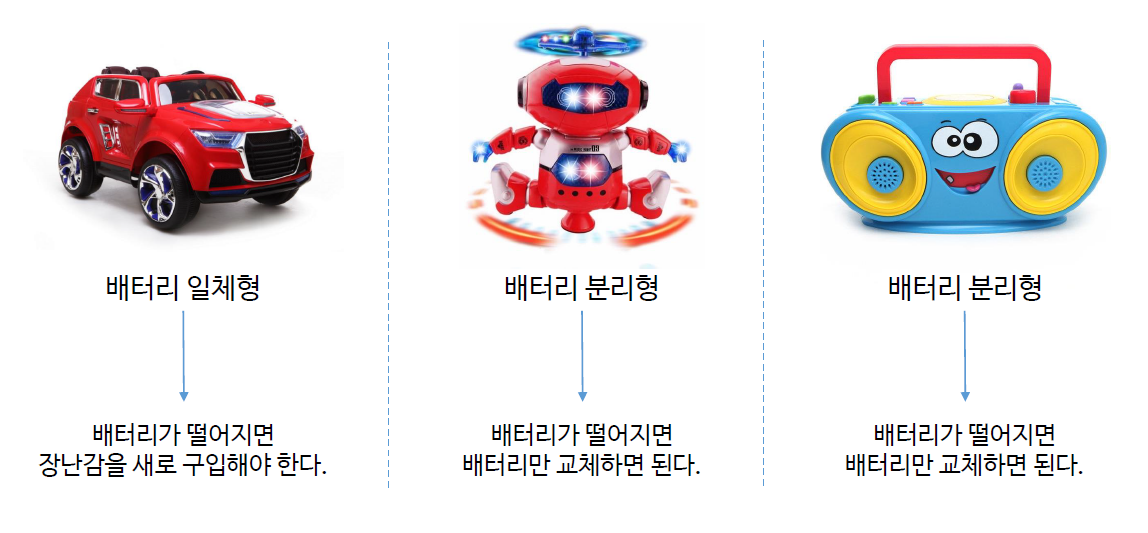 배터리 일체형
배터리가 떨어지면
장난감을 새로 구입해야 한다.
배터리 분리형
배터리가 떨어지면
배터리만 교체하면 된다.
배터리 분리형
배터리가 떨어지면
배터리만 교체하면 된다.